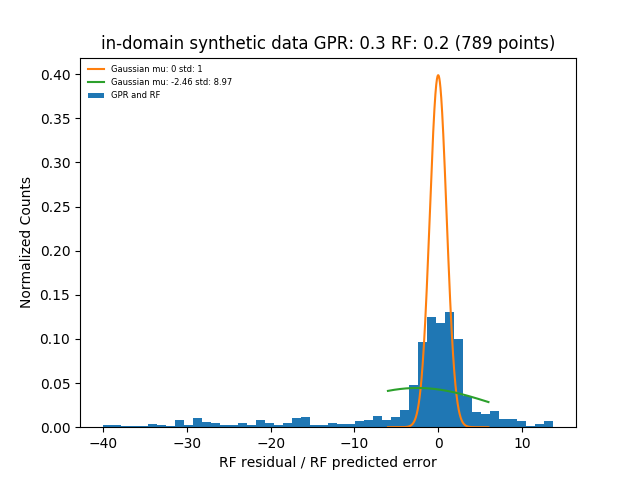 in-domain synthetic data GPR: 0.3 RF: 0.2 (789 points)
Gaussian mu: 0 std: 1
Gaussian mu: -2.46 std: 8.97
GPR and RF
Normalized Counts
0.40
0.35
0.30
0.25
0.20
0.15
0.10
0.05
0.00
−40 −30 −20 −10 0 10
RF residual / RF predicted error